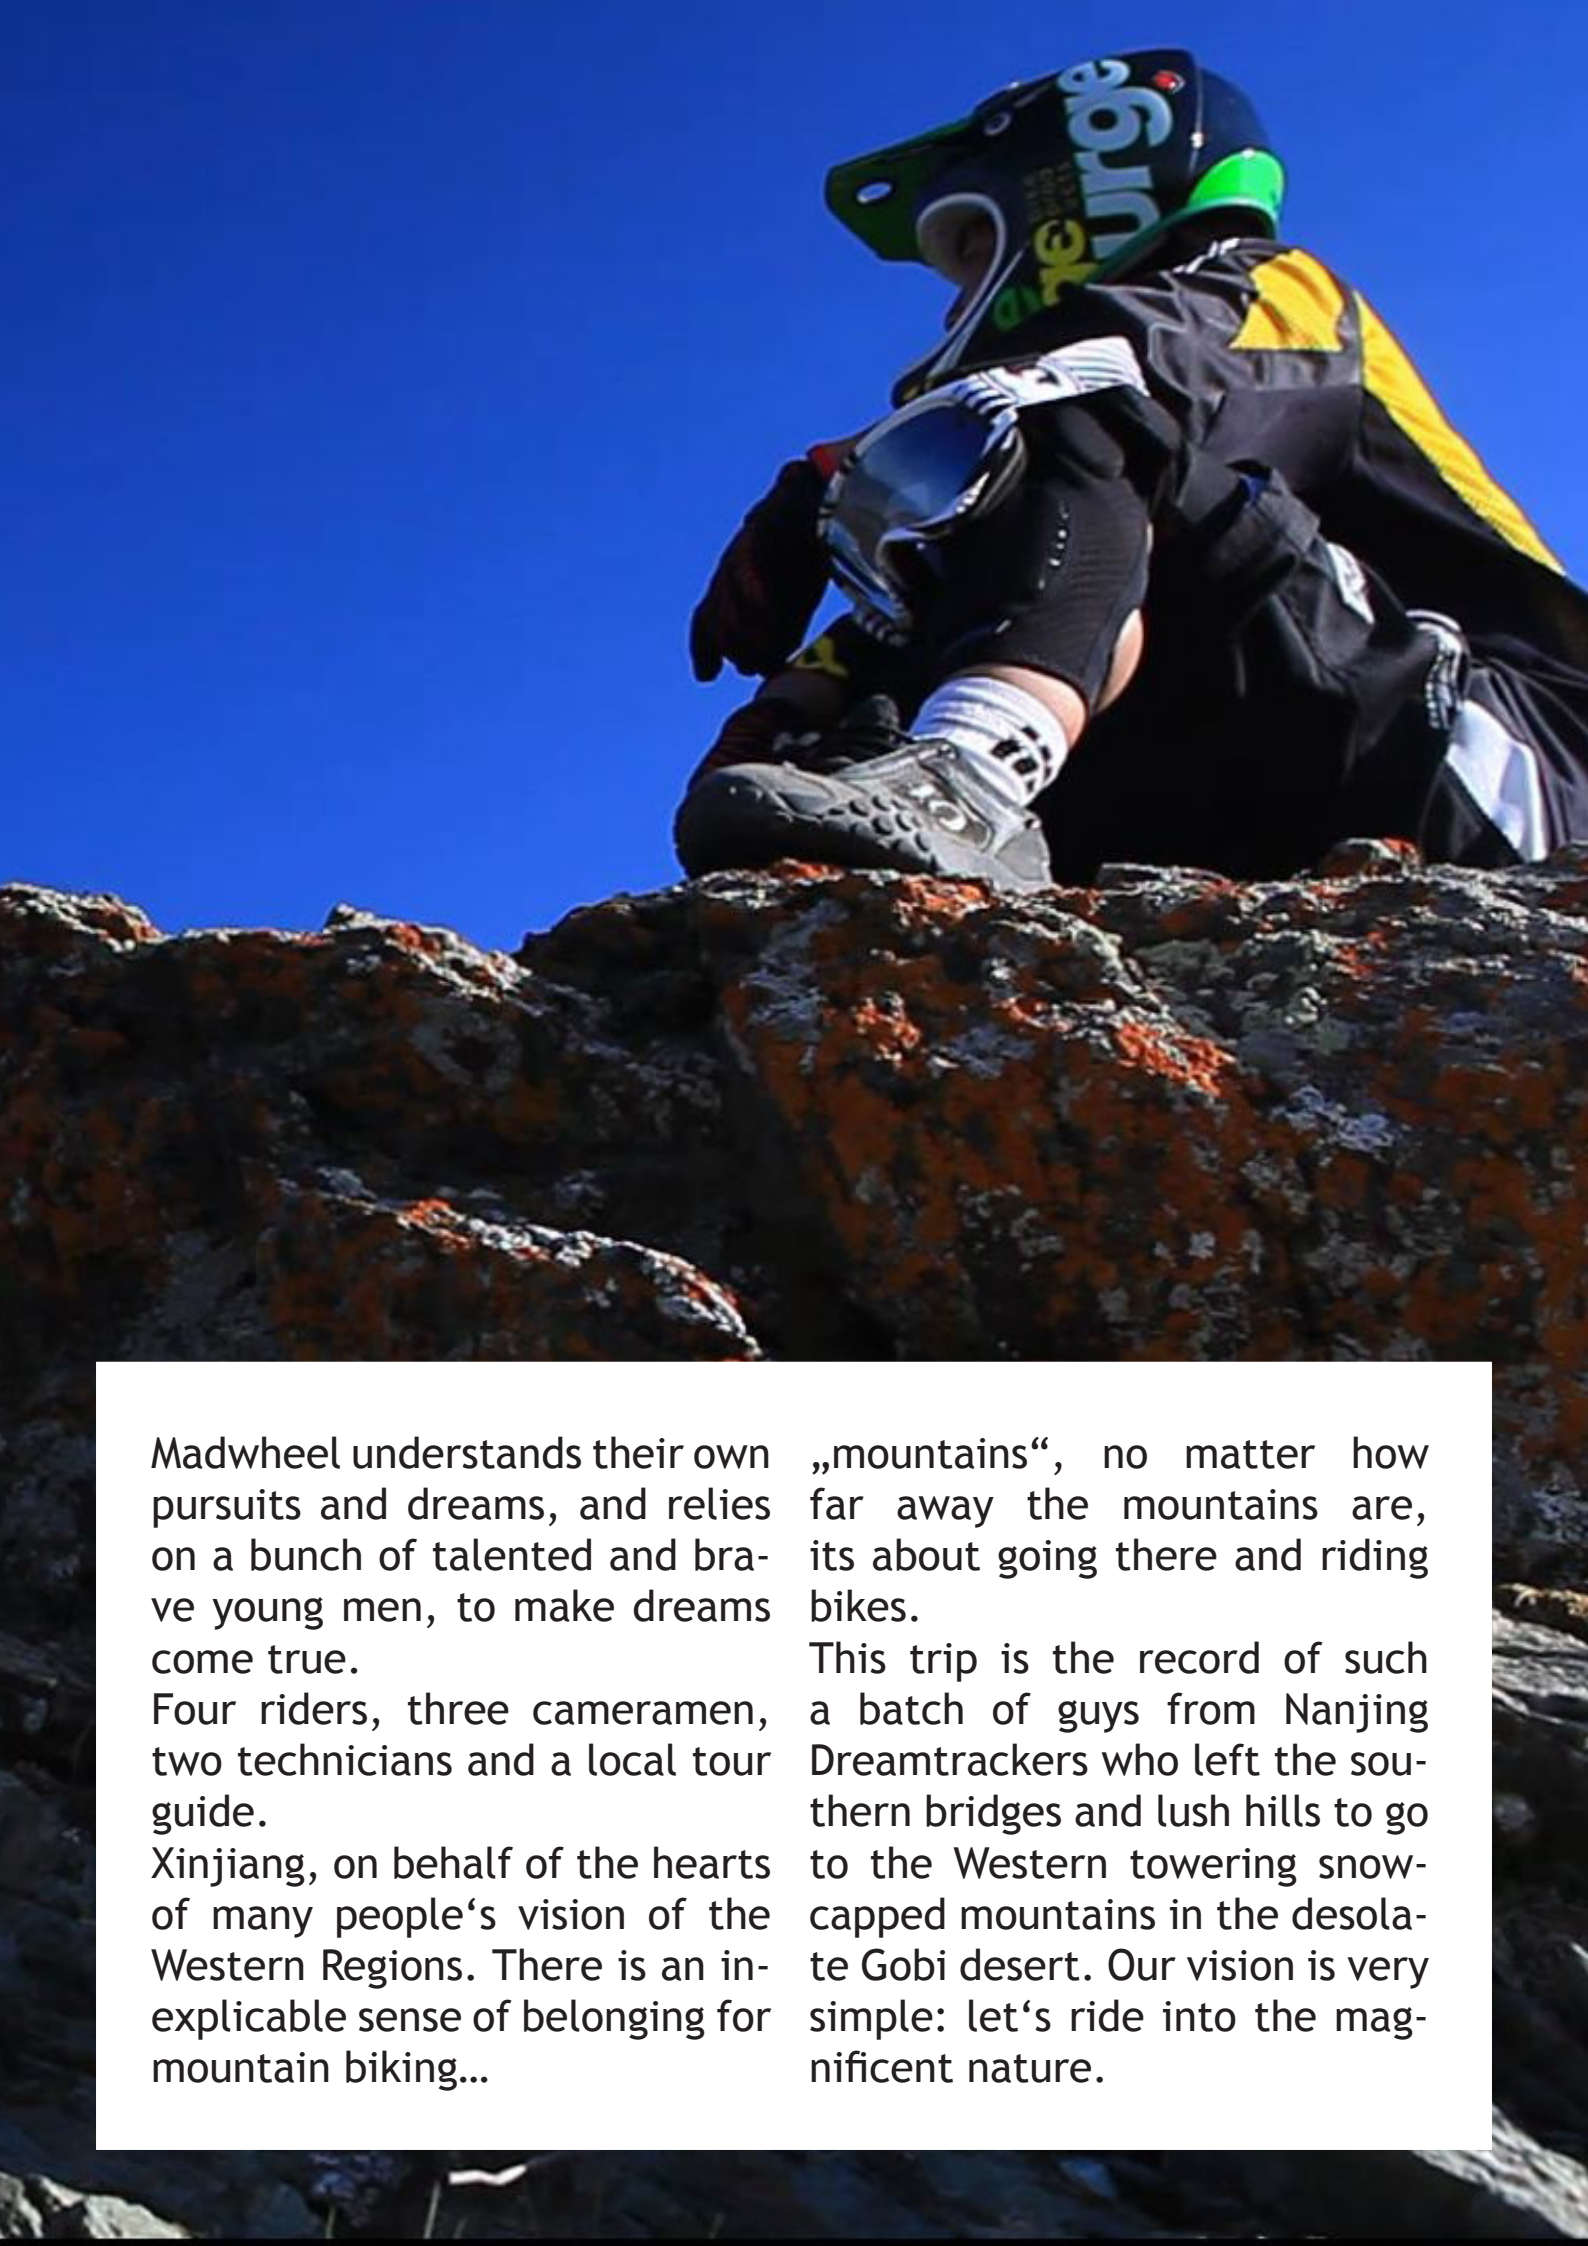 urge
Madwheel understands their own
pursuits and dreams, and relies
on a bunch of talented and bra-
ve young men, to make dreams
come true.
Four riders, three cameramen,
two technicians and a local tour
guide.
Xinjiang, on behalf of the hearts
of many people‘s vision of the
Western Regions. There is an in-
explicable sense of belonging for
mountain biking...
„mountains“, no matter how
far away the mountains are,
its about going there and riding
bikes.
This trip is the record of such
a batch of guys from Nanjing
Dreamtrackers who left the sou-
thern bridges and lush hills to go
to the Western towering snow-
capped mountains in the desola-
te Gobi desert. Our vision is very
simple: let‘s ride into the mag-
nificent nature.